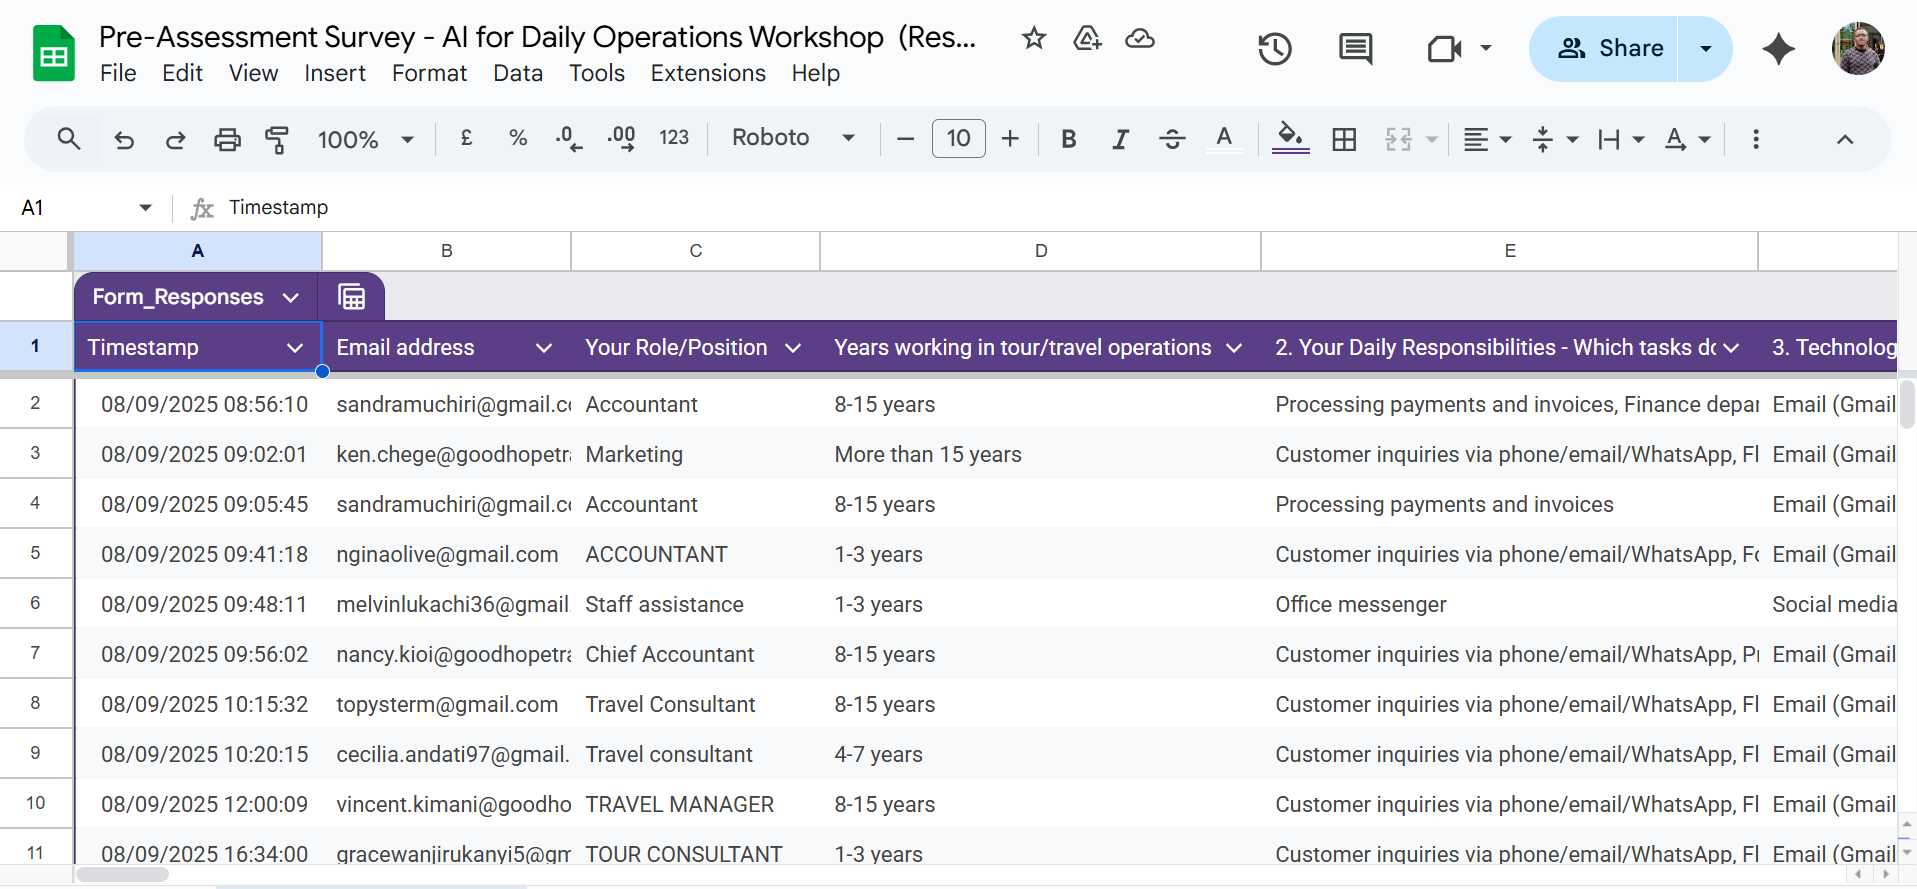 Pre-Assessment Survey - AI for Daily Operations Workshop (Res...
File Edit View Insert Format Data Tools Extensions Help
Share
100% £ % .0 .00 123 Roboto 10 B I A A
A1 Timestamp
A B C D E
Form_Responses
1 Timestamp Email address Your Role/Position Years working in tour/travel operations 2. Your Daily Responsibilities - Which tasks do 3. Technolog
2 08/09/2025 08:56:10 sandramuchiri@gmail.co Accountant 8-15 years Processing payments and invoices, Finance depar Email (Gmail
3 08/09/2025 09:02:01 ken.chege@goodhopetra Marketing More than 15 years Customer inquiries via phone/email/WhatsApp, Fl Email (Gmail
4 08/09/2025 09:05:45 sandramuchiri@gmail.co Accountant 8-15 years Processing payments and invoices Email (Gmail
5 08/09/2025 09:41:18 nginaolive@gmail.com ACCOUNTANT 1-3 years Customer inquiries via phone/email/WhatsApp, Fo Email (Gmail
6 08/09/2025 09:48:11 melvinlukachi36@gmail. Staff assistance 1-3 years Office messenger Social media
7 08/09/2025 09:56:02 nancy.kioi@goodhopetra Chief Accountant 8-15 years Customer inquiries via phone/email/WhatsApp, Pr Email (Gmail
8 08/09/2025 10:15:32 topysterm@gmail.com Travel Consultant 8-15 years Customer inquiries via phone/email/WhatsApp, Fl Email (Gmail
9 08/09/2025 10:20:15 cecilia.andati97@gmail. Travel consultant 4-7 years Customer inquiries via phone/email/WhatsApp, Fl Email (Gmail
10 08/09/2025 12:00:09 vincent.kimani@goodho TRAVEL MANAGER 8-15 years Customer inquiries via phone/email/WhatsApp, Fl Email (Gmail
11 08/09/2025 16:34:00 gracewanjirukanyi5@gm TOUR CONSULTANT 1-3 years Customer inquiries via phone/email/WhatsApp, Fl Email (Gmail